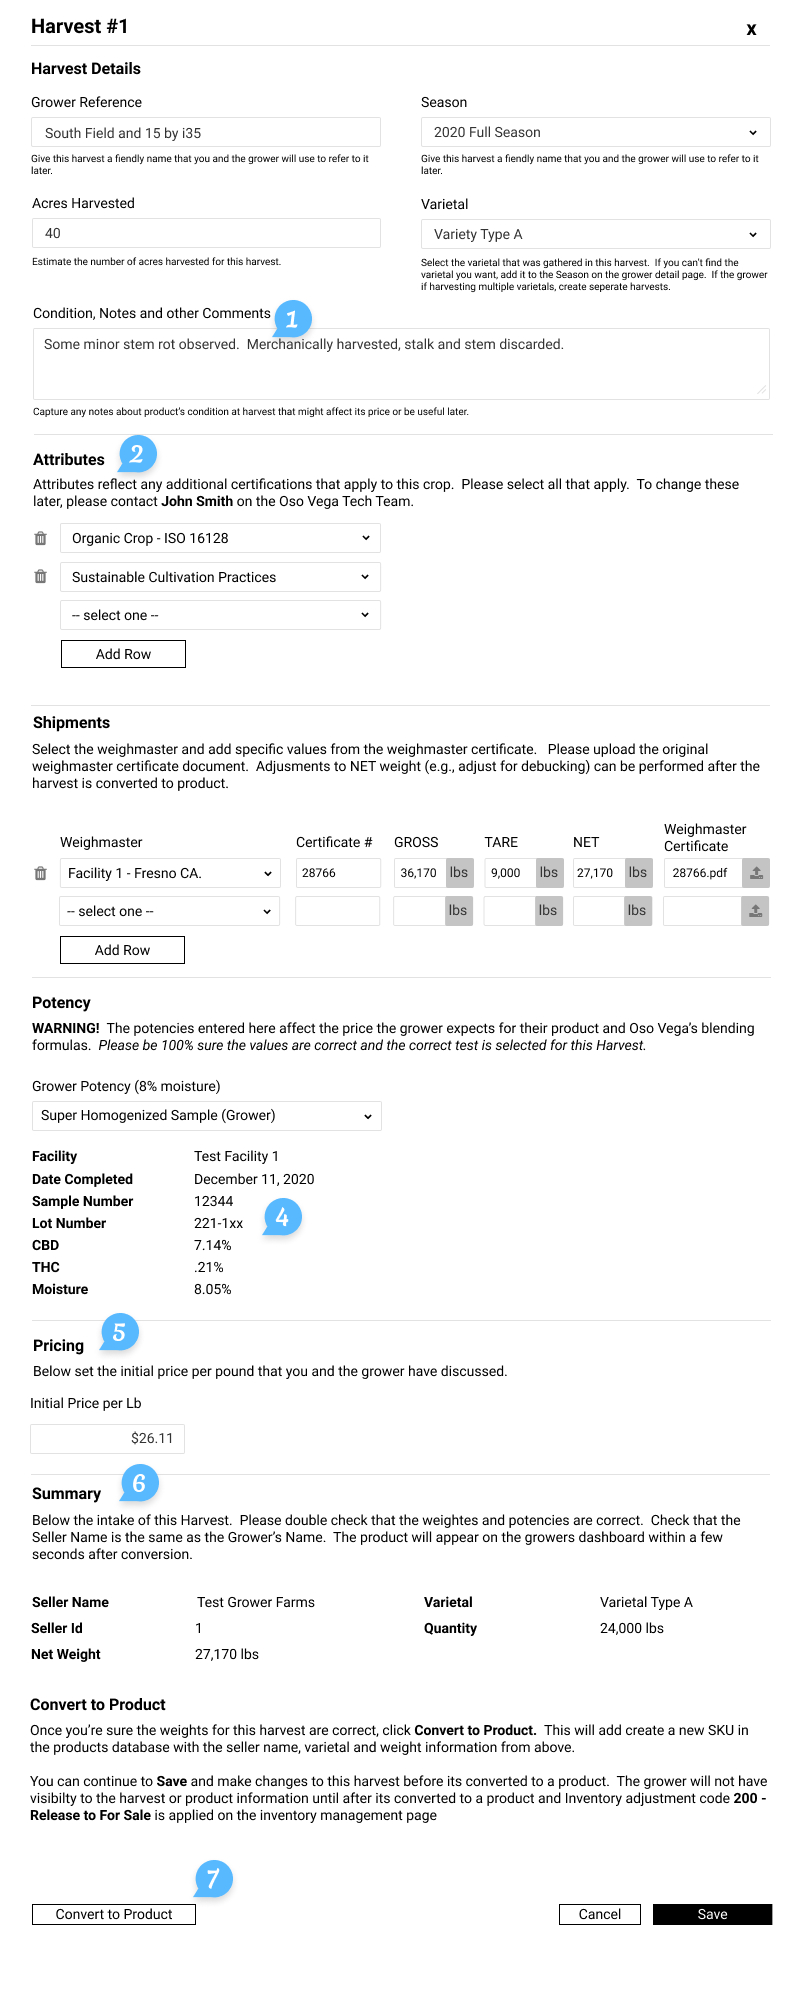 Harvest #1
x
Harvest Details
Grower Reference
Season
South Field and 15 by i35
2020 Full Season
Give this harvest a fiendly name that you and the grower will use to refer to it
later.
Give this harvest a fiendly name that you and the grower will use to refer to it
later.
Acres Harvested
Varietal
40
Variety Type A
Estimate the number of acres harvested for this harvest.
Select the varietal that was gathered in this harvest. If you can't find the
varietal you want, add it to the Season on the grower detail page. If the grower
if harvesting multiple varietals, create seperate harvests.
Condition, Notes and other Comments
1
Some minor stem rot observed. Merchanically harvested, stalk and stem discarded.
Capture any notes about product's condition at harvest that might affect its price or be useful later.
Attributes
2
Attributes reflect any additional certifications that apply to this crop. Please select all that apply. To change these
later, please contact John Smith on the Oso Vega Tech Team.
Organic Crop - ISO 16128
Sustainable Cultivation Practices
-- select one --
Add Row
Shipments
Select the weighmaster and add specific values from the weighmaster certificate. Please upload the original
weighmaster certificate document. Adjusments to NET weight (e.g., adjust for debucking) can be performed after the
harvest is converted to product.
Weighmaster Certificate # GROSS TARE NET Weighmaster
Certificate
Facility 1 - Fresno CA. 28766 36,170 lbs 9,000 lbs 27,170 lbs 28766.pdf
-- select one -- lbs lbs lbs
Add Row
Potency
WARNING! The potencies entered here affect the price the grower expects for their product and Oso Vega's blending
formulas. Please be 100% sure the values are correct and the correct test is selected for this Harvest.
Grower Potency (8% moisture)
Super Homogenized Sample (Grower)
Facility Test Facility 1
Date Completed December 11, 2020
Sample Number 12344
Lot Number 221-1xx
4
CBD 7.14%
THC .21%
Moisture 8.05%
Pricing
5
Below set the initial price per pound that you and the grower have discussed.
Initial Price per Lb
$26.11
Summary
6
Below the intake of this Harvest. Please double check that the weightes and potencies are correct. Check that the
Seller Name is the same as the Grower's Name. The product will appear on the growers dashboard within a few
seconds after conversion.
Seller Name Test Grower Farms Varietal Varietal Type A
Seller Id 1 Quantity 24,000 lbs
Net Weight 27,170 lbs
Convert to Product
Once you're sure the weights for this harvest are correct, click Convert to Product. This will add create a new SKU in
the products database with the seller name, varietal and weight information from above.
You can continue to Save and make changes to this harvest before its converted to a product. The grower will not have
visibilty to the harvest or product information until after its converted to a product and Inventory adjustment code 200 -
Release to For Sale is applied on the inventory management page
7
Convert to Product
Cancel
Save